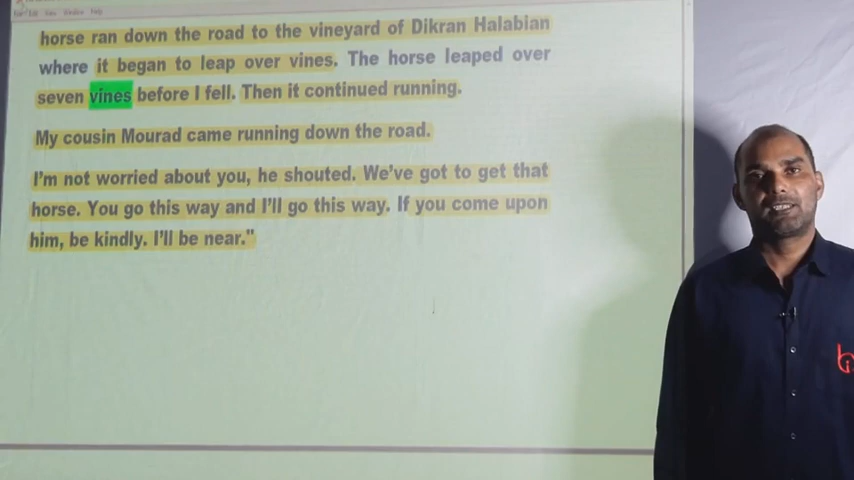 horse ran down the road to the vineyard of Dikran Halabian
where it began to leap over vines. The horse leaped over
seven vines before I fell. Then it continued running.
My cousin Mourad came running down the road.
I'm not worried about you, he shouted. We've got to get that
horse. You go this way and I'll go this way. If you come upon
him, be kindly. I'll be near."